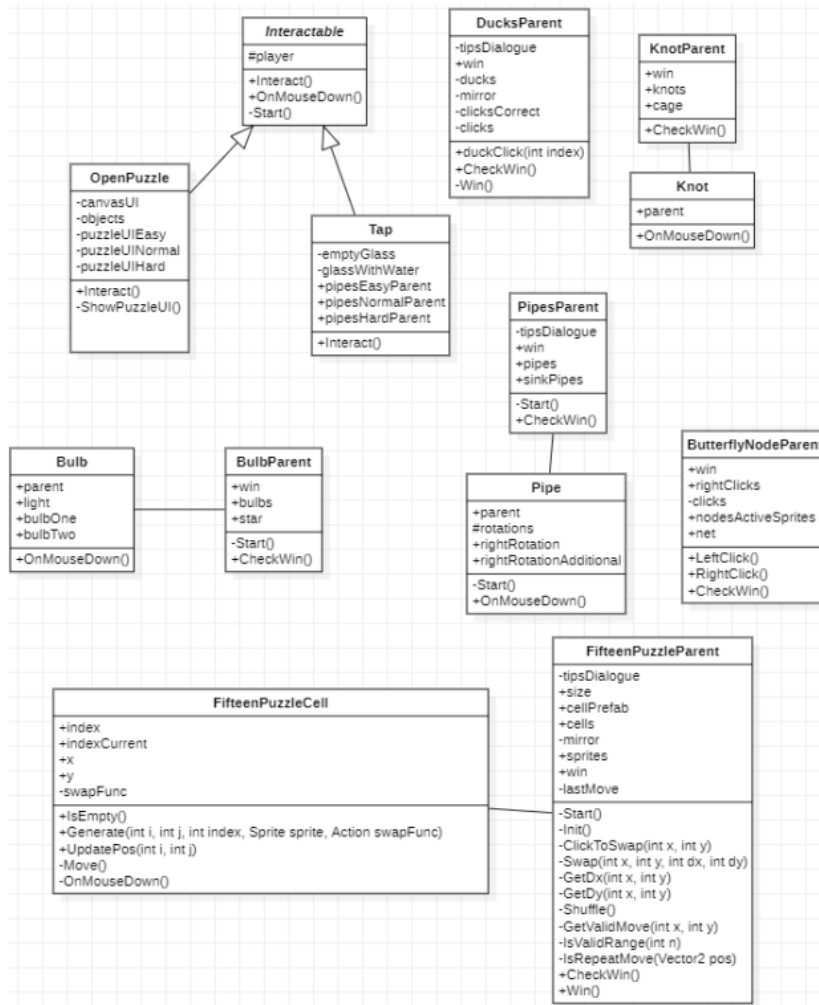 Interactable
#player
+Interact()
+OnMouseDown()
-Start()
DucksParent
-tipsDialogue
+win
-ducks
-mirror
-clicksCorrect
-clicks
+duckClick(int index)
+CheckWin()
-Win()
KnotParent
+win
+knots
+cage
+CheckWin()
Knot
+parent
+OnMouseDown()
OpenPuzzle
-canvasUI
-objects
-puzzleUIEasy
-puzzleUINormal
-puzzleUIHard
+Interact()
-ShowPuzzleUI()
Tap
-emptyGlass
-glassWithWater
+pipesEasyParent
+pipesNormalParent
+pipesHardParent
+Interact()
PipesParent
-tipsDialogue
+win
+pipes
+sinkPipes
-Start()
+CheckWin()
Bulb
+parent
+light
+bulbOne
+bulbTwo
+OnMouseDown()
BulbParent
+win
+bulbs
+star
-Start()
+CheckWin()
Pipe
+parent
#rotations
+rightRotation
+rightRotationAdditional
-Start()
+OnMouseDown()
ButterflyNodeParent
+win
+rightClicks
-clicks
+nodesActiveSprites
+net
+LeftClick()
+RightClick()
+CheckWin()
FifteenPuzzleCell
+index
+indexCurrent
+x
+y
-swapFunc
+IsEmpty()
+Generate(int i, int j, int index, Sprite sprite, Action swapFunc)
+UpdatePos(int i, int j)
-Move()
-OnMouseDown()
FifteenPuzzleParent
-tipsDialogue
+size
+cellPrefab
+cells
-mirror
+sprites
+win
-lastMove
-Start()
-Init()
-ClickToSwap(int x, int y)
-Swap(int x, int y, int dx, int dy)
-GetDx(int x, int y)
-GetDy(int x, int y)
-Shuffle()
-GetValidMove(int x, int y)
-IsValidRange(int n)
-IsRepeatMove(Vector2 pos)
+CheckWin()
+Win()